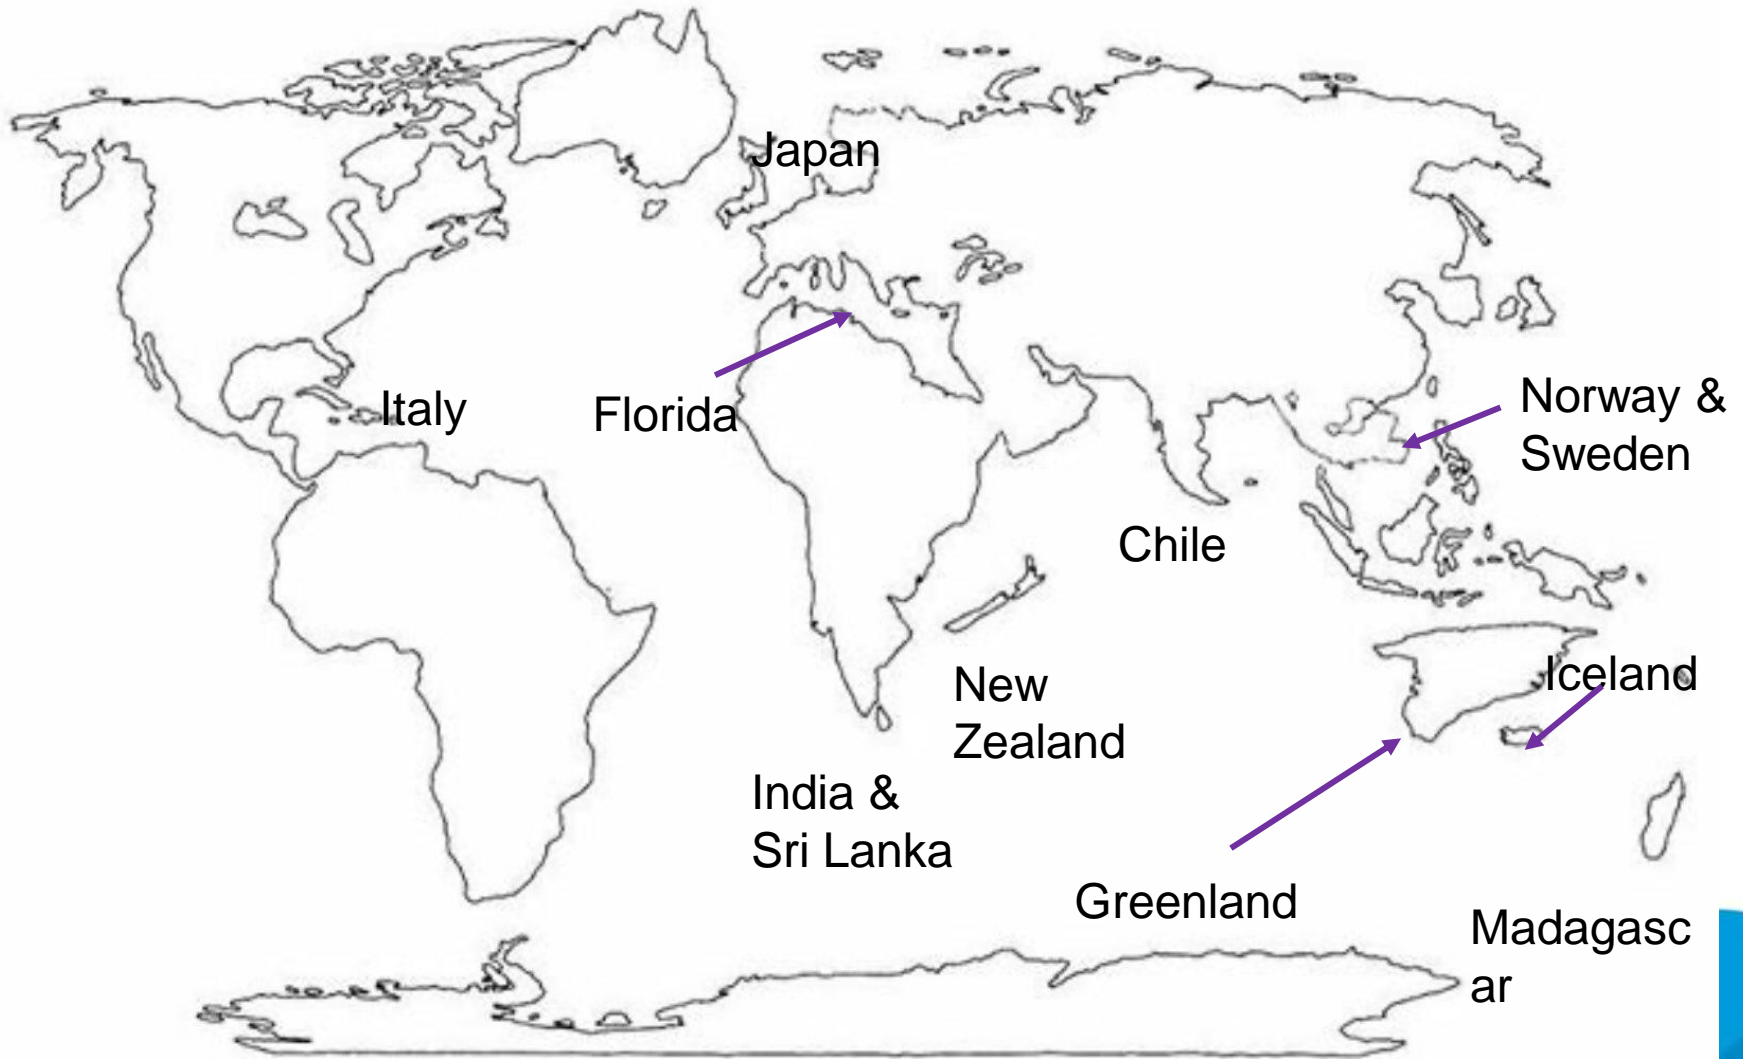 Japan
Italy
Florida
Norway &
Sweden
Chile
New
Zealand
Iceland
India &
Sri Lanka
Greenland
Madagasc
ar